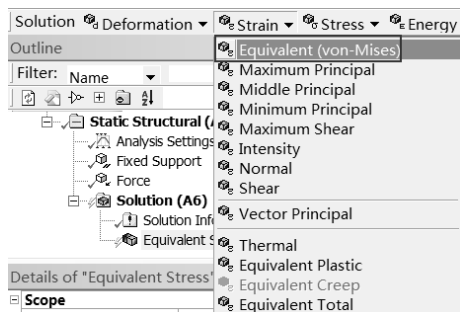 Solution Deformation Strain Stress Energy
Outline
Filter: Name
Static Structural (
Analysis Settings
Fixed Support
Force
Solution (A6)
Solution Inf
Equivalent S
Details of "Equivalent Stress"
Scope
Equivalent (von-Mises)
Maximum Principal
Middle Principal
Minimum Principal
Maximum Shear
Intensity
Normal
Shear
Vector Principal
Thermal
Equivalent Plastic
Equivalent Creep
Equivalent Total